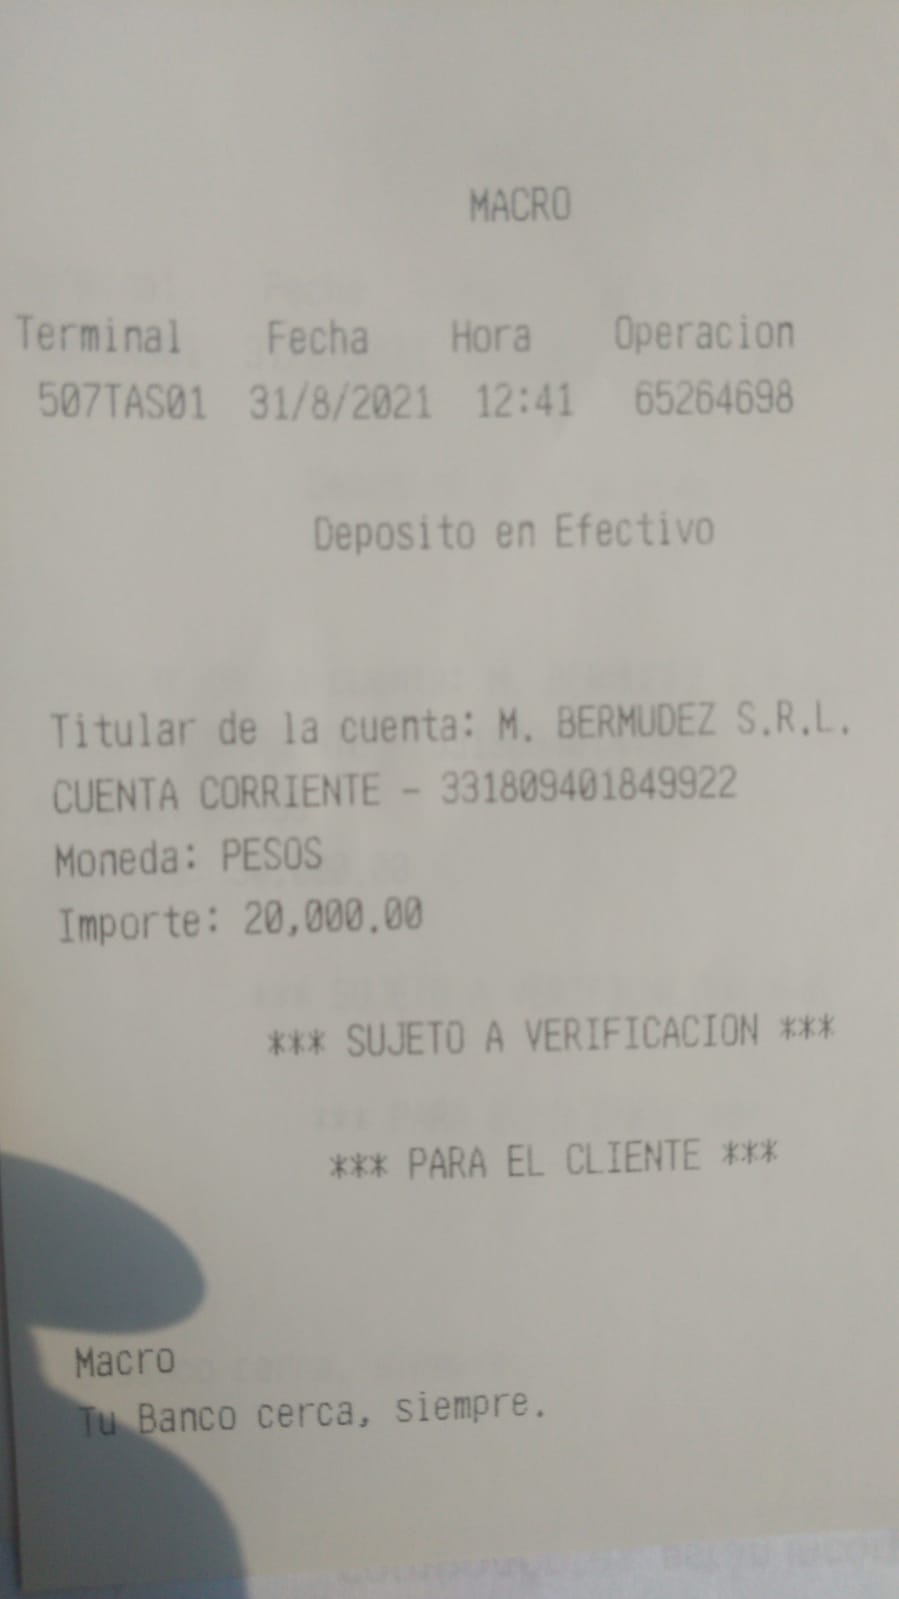 MACRO
Terminal Fecha Hora Operacion
507TAS01 31/8/2021 12:41 65264698
Deposito en Efectivo
Titular de la cuenta: M. BERMUDEZ S.R.L.
CUENTA CORRIENTE - 331809401849922
Moneda: PESOS
Importe: 20,000.00
*** SUJETO A VERIFICACION ***
*** PARA EL CLIENTE ***
Macro
Tu Banco cerca, siempre.